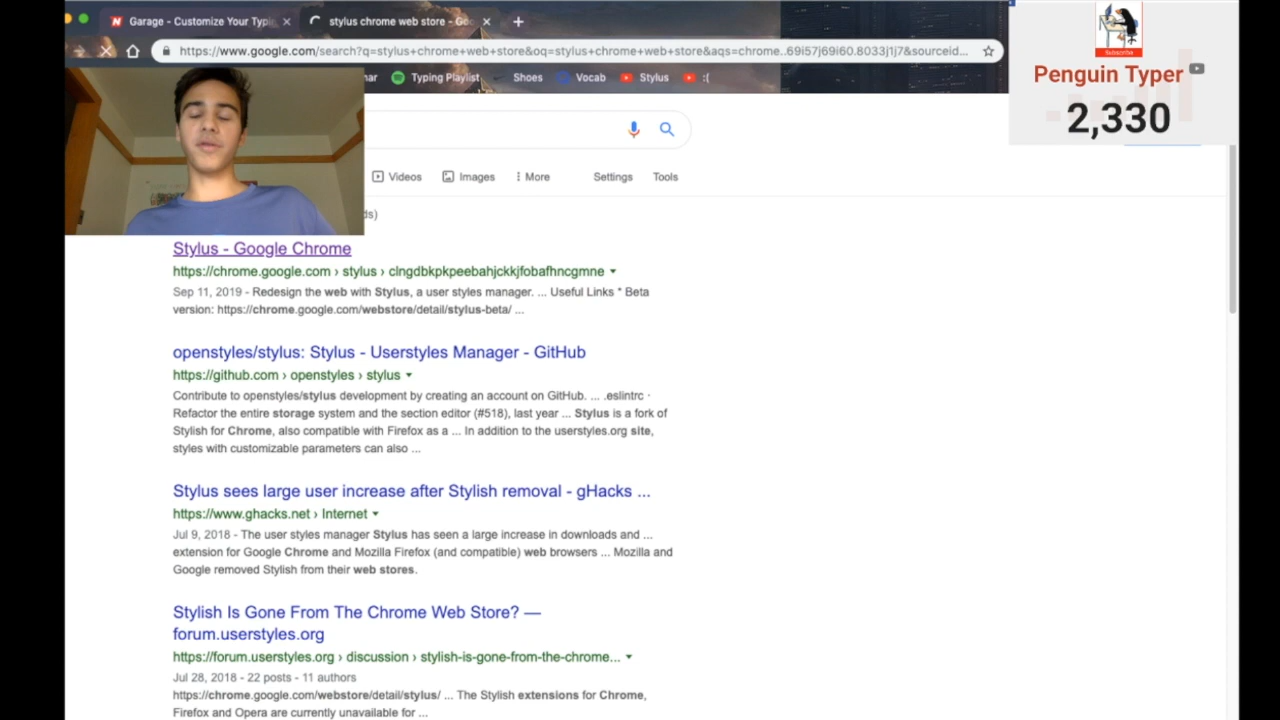 Garage - Customize Your Type
stylus chrome web store - Go
https://www.google.com/search?q=stylus+chrome+web+store&oq=stylus+chrome+web+store&aqs=chrome..69i57j69i60.8033j1j7&sourceid...
nar Typing Playlist Shoes Vocab Stylus :(
Subscribe
Penguin Typer
2,330
Videos Images More Settings Tools
ds)
Stylus - Google Chrome
https://chrome.google.com › stylus › clngdbkpkpeebahjckkjfobafhncgmne
Sep 11, 2019 - Redesign the web with Stylus, a user styles manager. ... Useful Links * Beta
version: https://chrome.google.com/webstore/detail/stylus-beta/ ...
openstyles/stylus: Stylus - Userstyles Manager - GitHub
https://github.com › openstyles › stylus
Contribute to openstyles/stylus development by creating an account on GitHub. ... .eslintrc ·
Refactor the entire storage system and the section editor (#518), last year ... Stylus is a fork of
Stylish for Chrome, also compatible with Firefox as a ... In addition to the userstyles.org site,
styles with customizable parameters can also ...
Stylus sees large user increase after Stylish removal - gHacks ...
https://www.ghacks.net › Internet
Jul 9, 2018 - The user styles manager Stylus has seen a large increase in downloads and ...
extension for Google Chrome and Mozilla Firefox (and compatible) web browsers ... Mozilla and
Google removed Stylish from their web stores.
Stylish Is Gone From The Chrome Web Store? —
forum.userstyles.org
https://forum.userstyles.org › discussion › stylish-is-gone-from-the-chrome...
Jul 28, 2018 - 22 posts - 11 authors
https://chrome.google.com/webstore/detail/stylus/ ... The Stylish extensions for Chrome,
Firefox and Opera are currently unavailable for ...